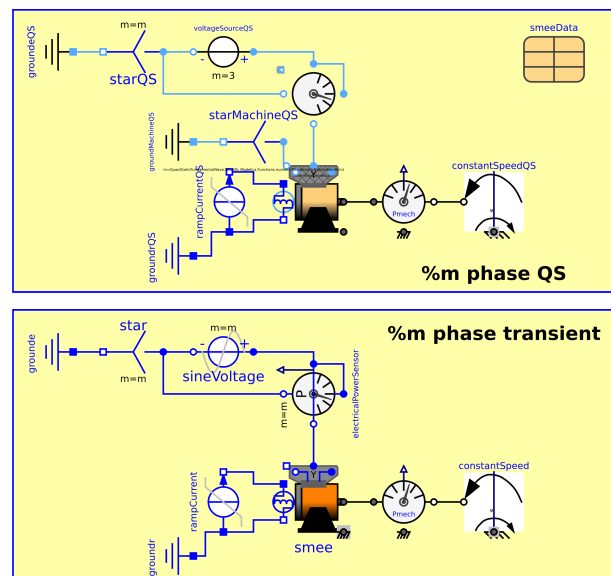 smeeData
m=m
voltageSourceQS
groundeQS
- +
starQS
m=3
starMachineQS
groundMachineQS
Y
constantSpeedQS
rampCurrentQS
Pmech
groundrQS
%m phase QS
%m phase transient
star
m=m
grounde
- +
sineVoltage
m=m
electricalPowerSensor
P
m=m
Y
constantSpeed
rampCurrent
Pmech
smee
groundr